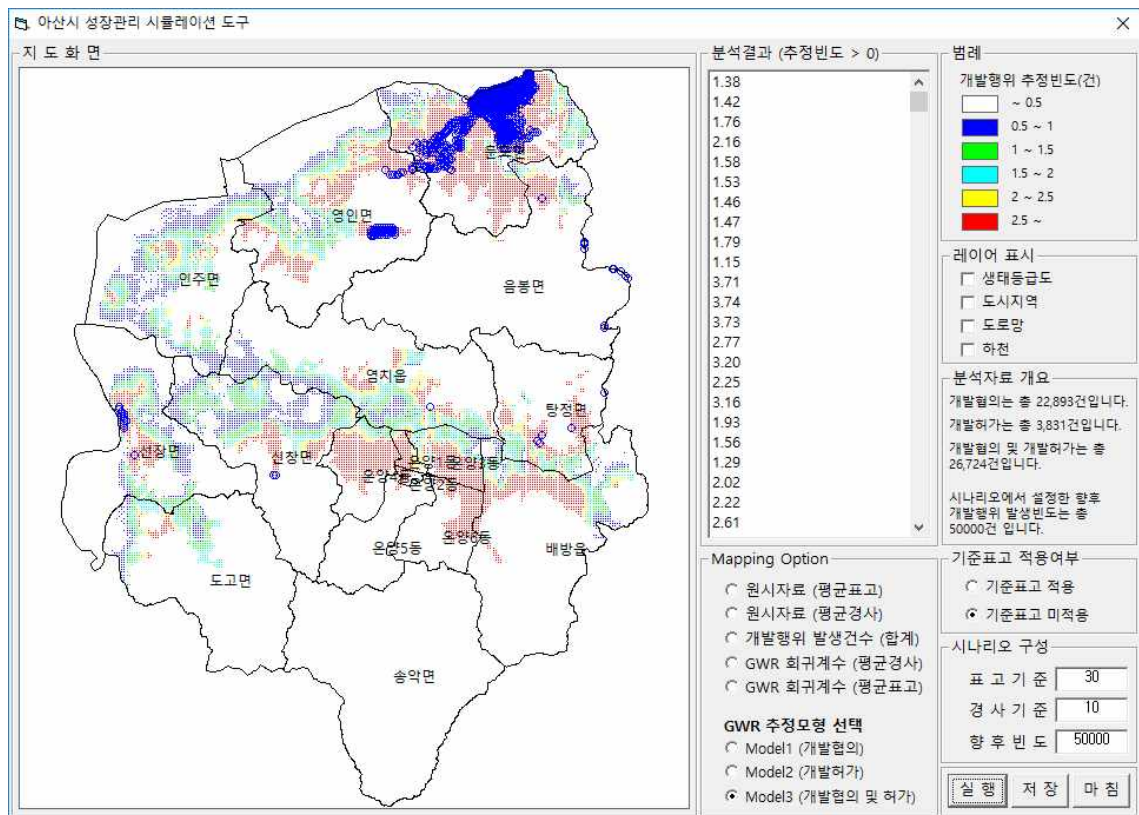 아산시 성장관리 시뮬레이션 도구
지 도 화 면
영인면
인주면
음봉면
염치읍
탕정면
선장면
신창면
온양1동
온양3동
온양4동
온양2동
온양5동
온양6동
배방읍
도고면
송악면
분석결과 (추정빈도 > 0)
1.38
1.42
1.76
2.16
1.58
1.53
1.46
1.47
1.79
1.15
3.71
3.74
3.73
2.77
3.20
2.25
3.16
1.93
1.56
1.29
2.02
2.22
2.61
Mapping Option
원시자료 (평균표고)
원시자료 (평균경사)
개발행위 발생건수 (합계)
GWR 회귀계수 (평균경사)
GWR 회귀계수 (평균표고)
GWR 추정모형 선택
Model1 (개발협의)
Model2 (개발허가)
Model3 (개발협의 및 허가)
범례
개발행위 추정빈도(건)
~ 0.5
0.5 ~ 1
1 ~ 1.5
1.5 ~ 2
2 ~ 2.5
2.5 ~
레이어 표시
생태등급도
도시지역
도로망
하천
분석자료 개요
개발협의는 총 22,893건입니다.
개발허가는 총 3,831건입니다.
개발협의 및 개발허가는 총
26,724건입니다.
시나리오에서 설정한 향후
개발행위 발생빈도는 총
50000건 입니다.
기준표고 적용여부
기준표고 적용
기준표고 미적용
시나리오 구성
표 고 기 준 30
경 사 기 준 10
향 후 빈 도 50000
실 행 저 장 마 침